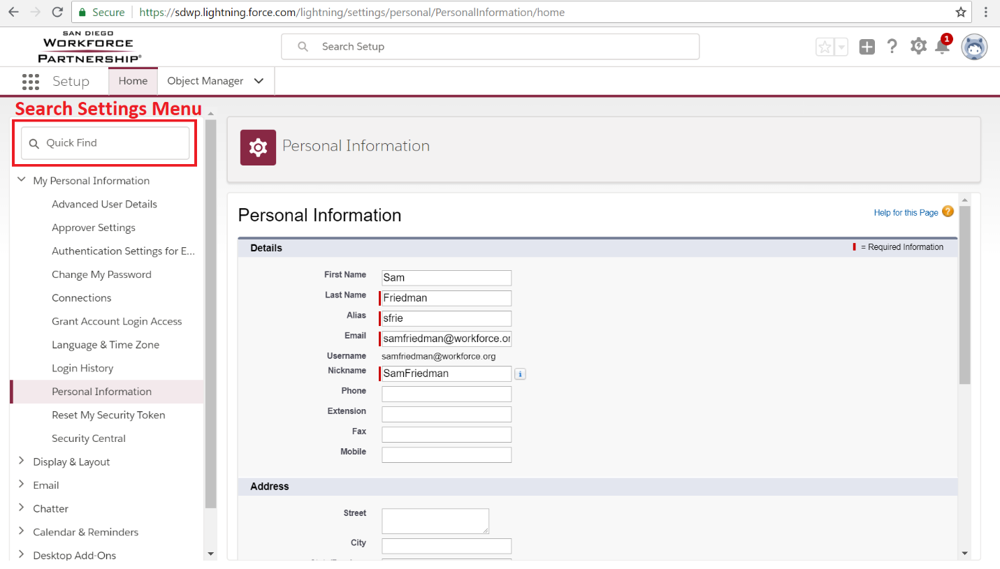 Secure https://sdwp.lightning.force.com/lightning/settings/personal/PersonalInformation/home
SAN DIEGO
WORKFORCE
PARTNERSHIP®
Search Setup
1
Setup
Home
Object Manager
Search Settings Menu
Quick Find
My Personal Information
Advanced User Details
Approver Settings
Authentication Settings for E...
Change My Password
Connections
Grant Account Login Access
Language & Time Zone
Login History
Personal Information
Reset My Security Token
Security Central
Display & Layout
Email
Chatter
Calendar & Reminders
Desktop Add-Ons
Personal Information
Personal Information
Help for this Page ?
Details
= Required Information
First Name Sam
Last Name Friedman
Alias sfrie
Email samfriedman@workforce.or
Username samfriedman@workforce.org
Nickname SamFriedman i
Phone
Extension
Fax
Mobile
Address
Street
City